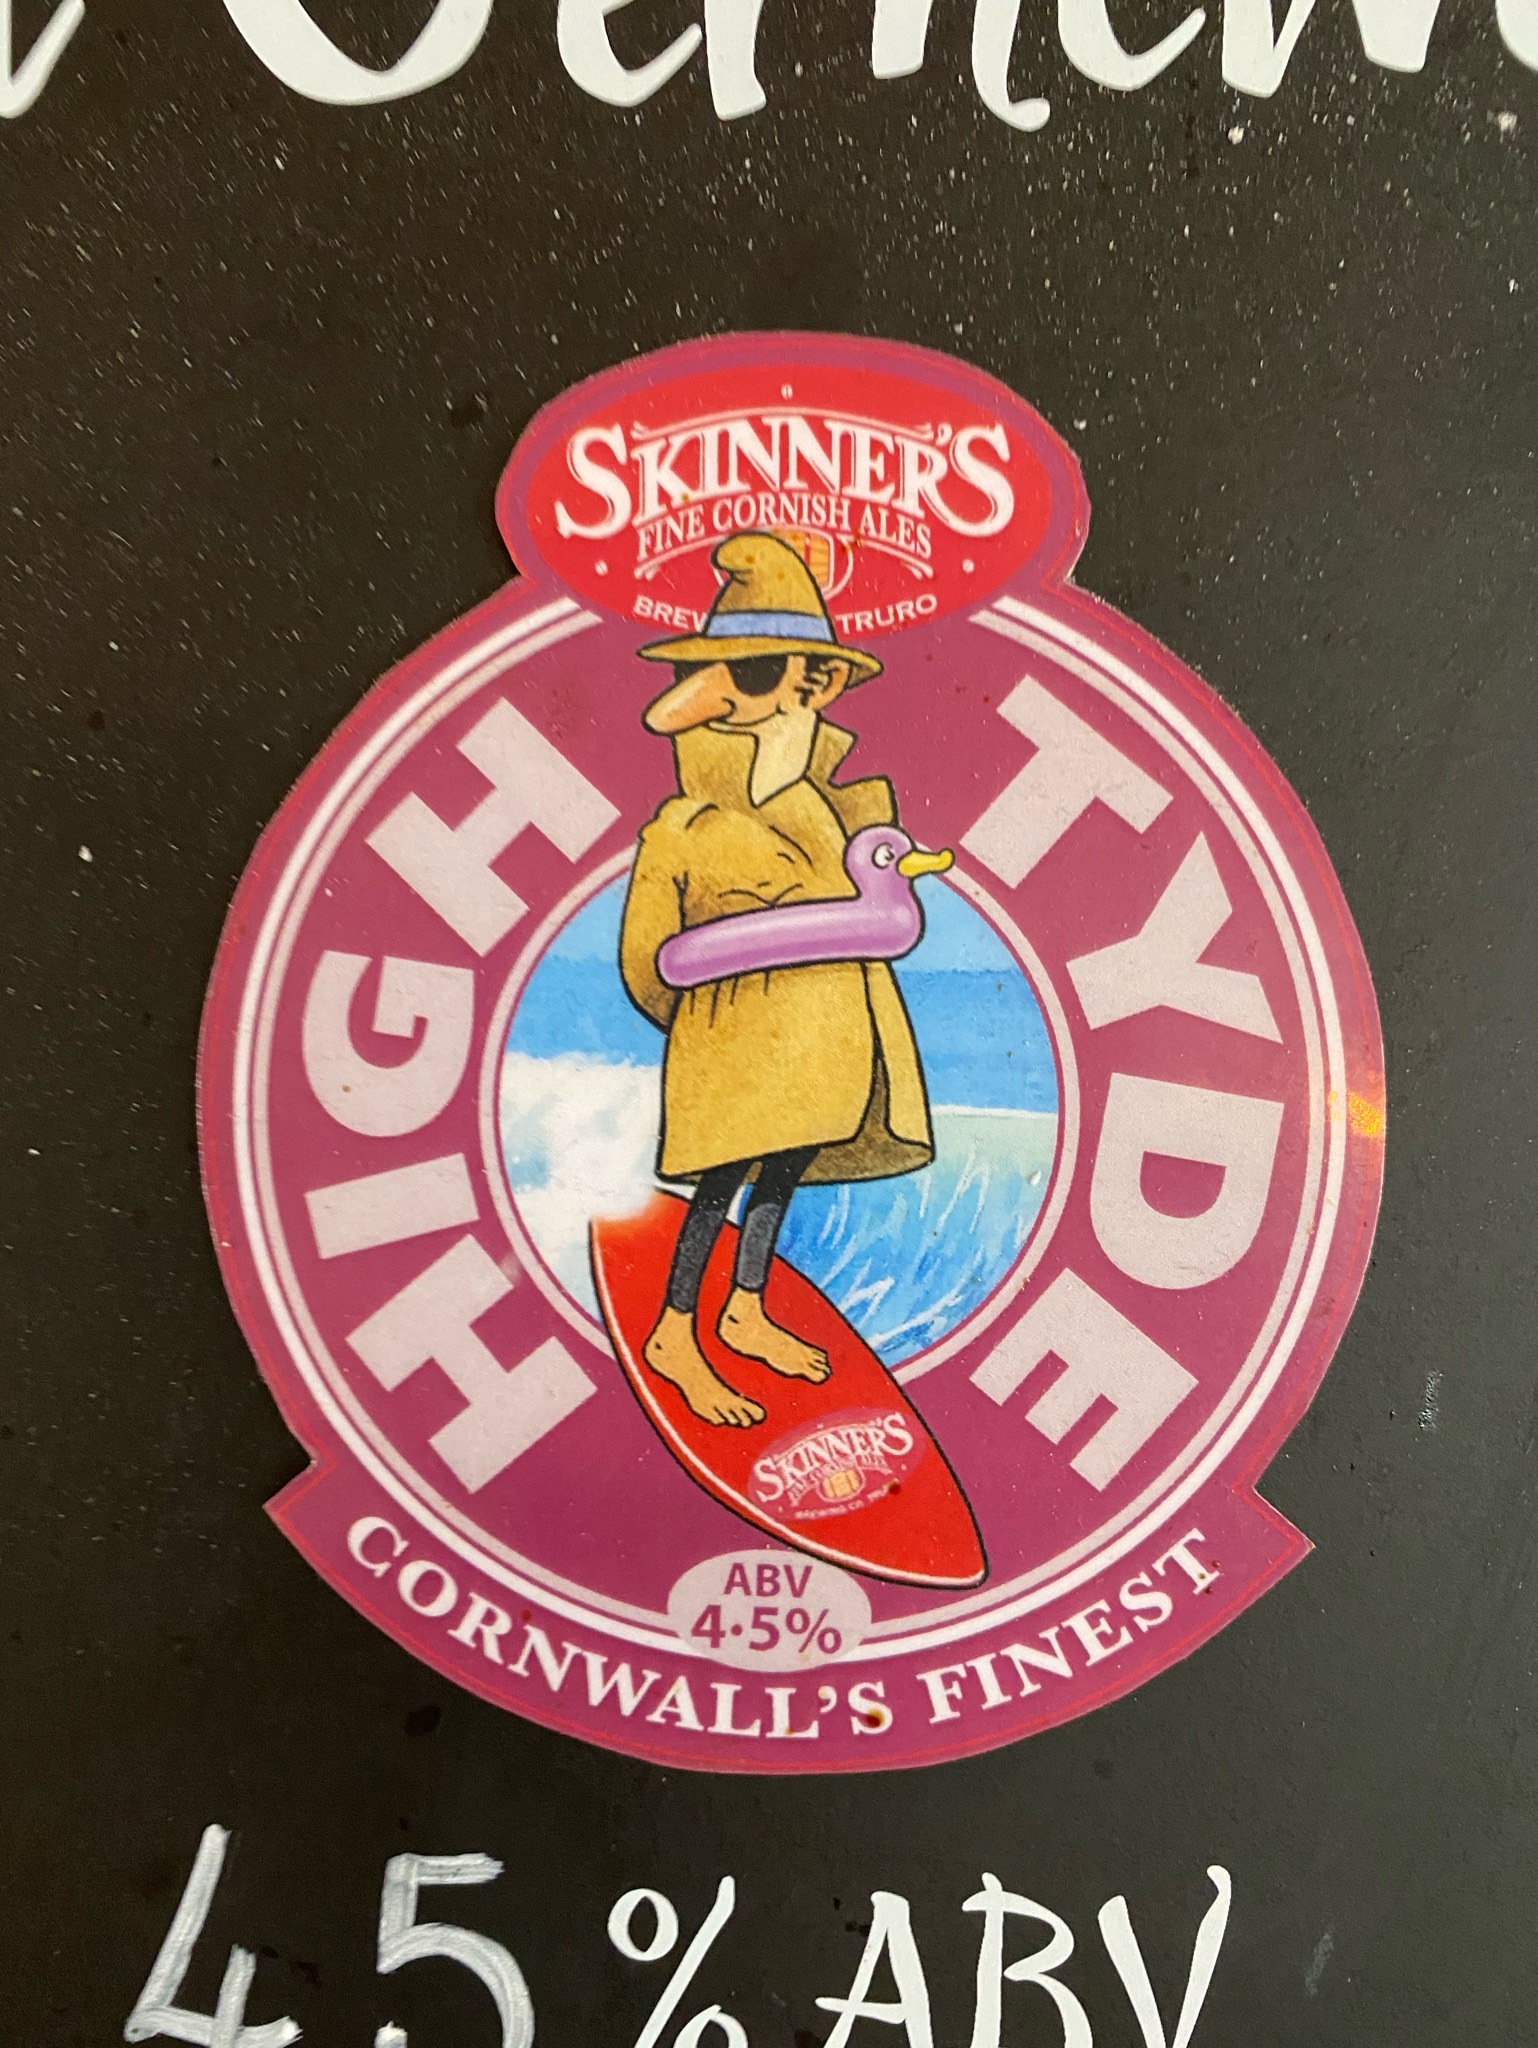 SKINNER'S
FINE CORNISH ALES
TRURO
HIGH TYDE
SKINNER'S
ABV
4.5%
CORNWALL'S FINEST
4.5 % ABV